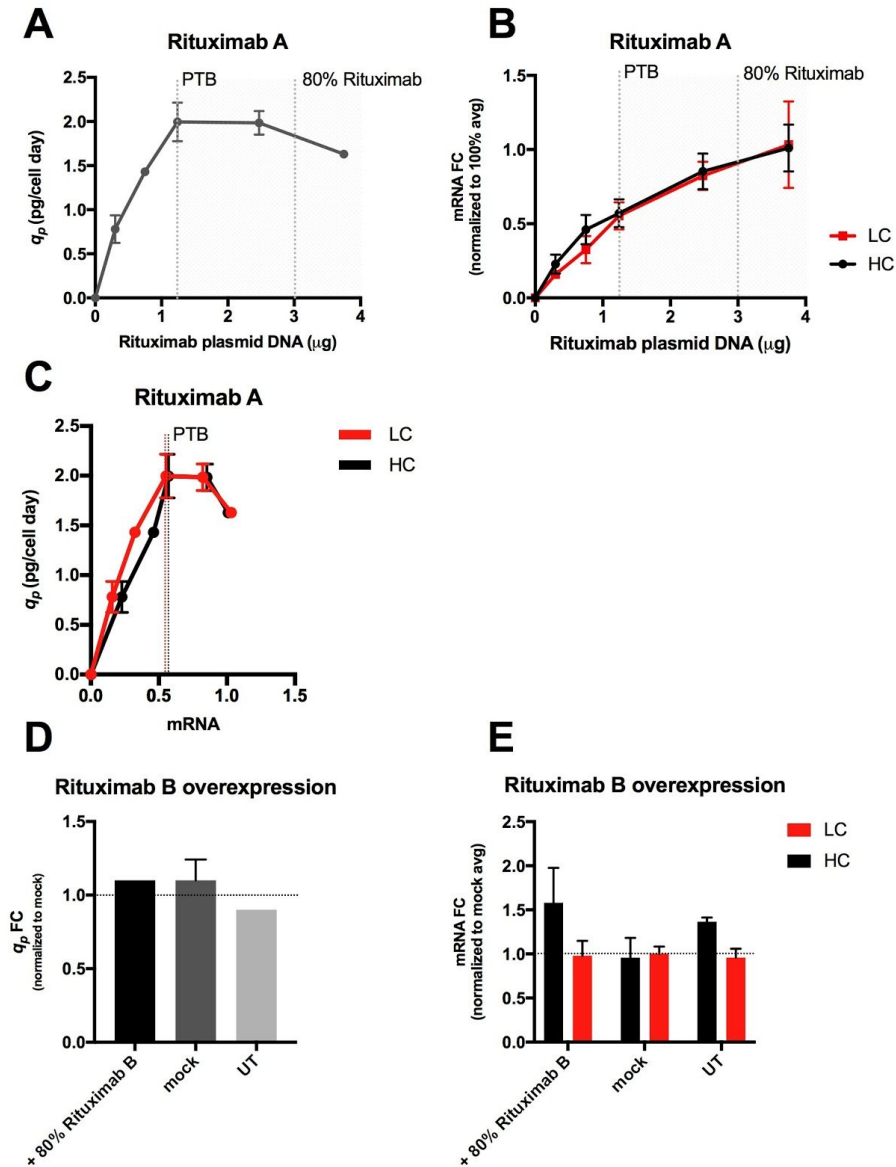 A
Rituximab A
PTB
80% Rituximab
2.5
2.0
1.5
1.0
0.5
0.0
qp (pg/cell day)
0 1 2 3 4
Rituximab plasmid DNA (μg)
B
Rituximab A
PTB
80% Rituximab
1.5
1.0
0.5
0.0
mRNA FC
(normalized to 100% avg)
0 1 2 3 4
Rituximab plasmid DNA (μg)
LC
HC
C
Rituximab A
PTB
2.5
2.0
1.5
1.0
0.5
0.0
qp (pg/cell day)
0.0 0.5 1.0 1.5
mRNA
LC
HC
D
Rituximab B overexpression
1.5
1.0
0.5
0.0
qp FC
(normalized to mock)
+ 80% Rituximab B
mock
UT
E
Rituximab B overexpression
2.5
2.0
1.5
1.0
0.5
0.0
mRNA FC
(normalized to mock avg)
+ 80% Rituximab B
mock
UT
LC
HC